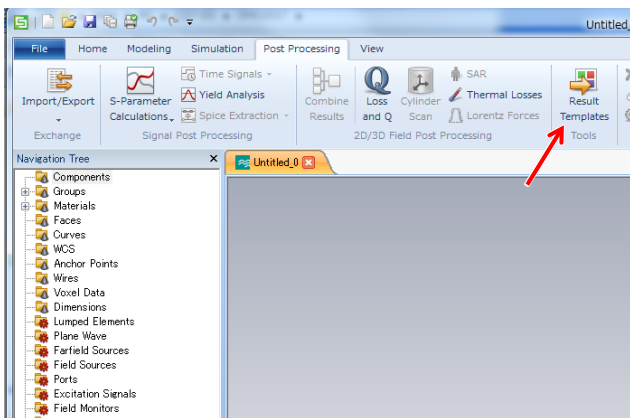 Untitled_
File Home Modeling Simulation Post Processing View
Import/Export
S-Parameter
Calculations
Time Signals
Yield Analysis
Spice Extraction
Combine
Results
Loss
and Q
Cylinder
Scan
SAR
Thermal Losses
Lorentz Forces
Result
Templates
Exchange Signal Post Processing 2D/3D Field Post Processing Tools
Navigation Tree
Untitled_0
Components
Groups
Materials
Faces
Curves
WCS
Anchor Points
Wires
Voxel Data
Dimensions
Lumped Elements
Plane Wave
Farfield Sources
Field Sources
Ports
Excitation Signals
Field Monitors